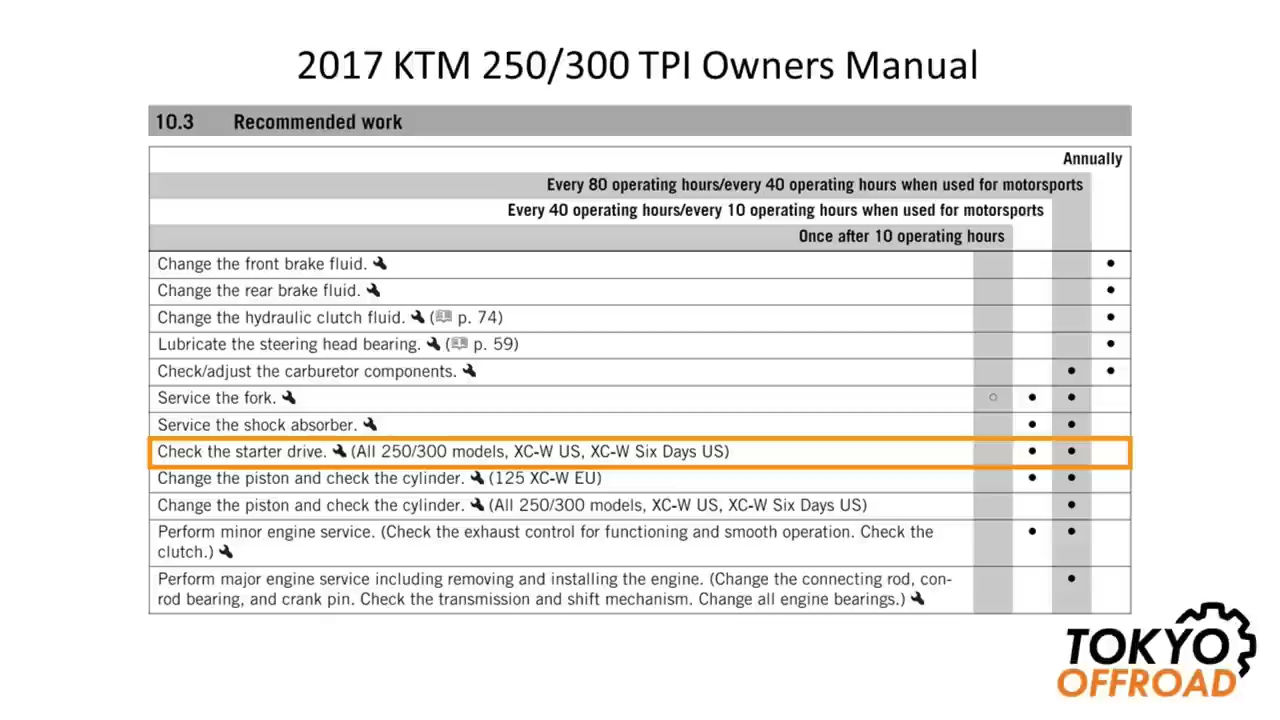 2017 KTM 250/300 TPI Owners Manual
10.3 Recommended work
Annually
Every 80 operating hours/every 40 operating hours when used for motorsports
Every 40 operating hours/every 10 operating hours when used for motorsports
Once after 10 operating hours
Change the front brake fluid.
Change the rear brake fluid.
Change the hydraulic clutch fluid. ( p. 74)
Lubricate the steering head bearing. ( p. 59)
Check/adjust the carburetor components.
Service the fork.
Service the shock absorber.
Check the starter drive. (All 250/300 models, XC-W US, XC-W Six Days US)
Change the piston and check the cylinder. (125 XC-W EU)
Change the piston and check the cylinder. (All 250/300 models, XC-W US, XC-W Six Days US)
Perform minor engine service. (Check the exhaust control for functioning and smooth operation. Check the
clutch.)
Perform major engine service including removing and installing the engine. (Change the connecting rod, con-
rod bearing, and crank pin. Check the transmission and shift mechanism. Change all engine bearings.)
TOKYO
OFFROAD